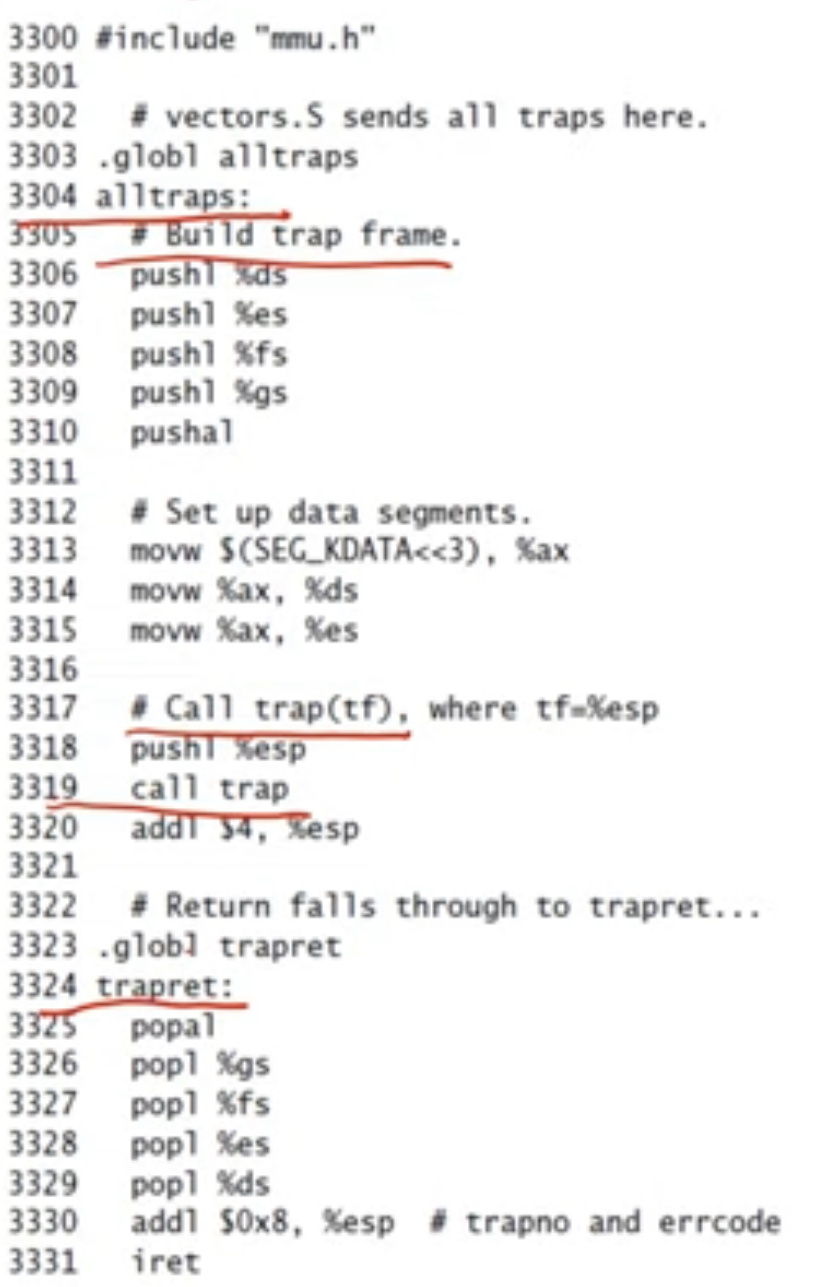 3300 #include "mmu.h"
3301
3302   # vectors.S sends all traps here.
3303 .globl alltraps
3304 alltraps:
3305   # Build trap frame.
3306   pushl %ds
3307   pushl %es
3308   pushl %fs
3309   pushl %gs
3310   pushal
3311
3312   # Set up data segments.
3313   movw $(SEG_KDATA<<3), %ax
3314   movw %ax, %ds
3315   movw %ax, %es
3316
3317   # Call trap(tf), where tf=%esp
3318   pushl %esp
3319   call trap
3320   addl $4, %esp
3321
3322   # Return falls through to trapret...
3323 .globl trapret
3324 trapret:
3325   popal
3326   popl %gs
3327   popl %fs
3328   popl %es
3329   popl %ds
3330   addl $0x8, %esp  # trapno and errcode
3331   iret